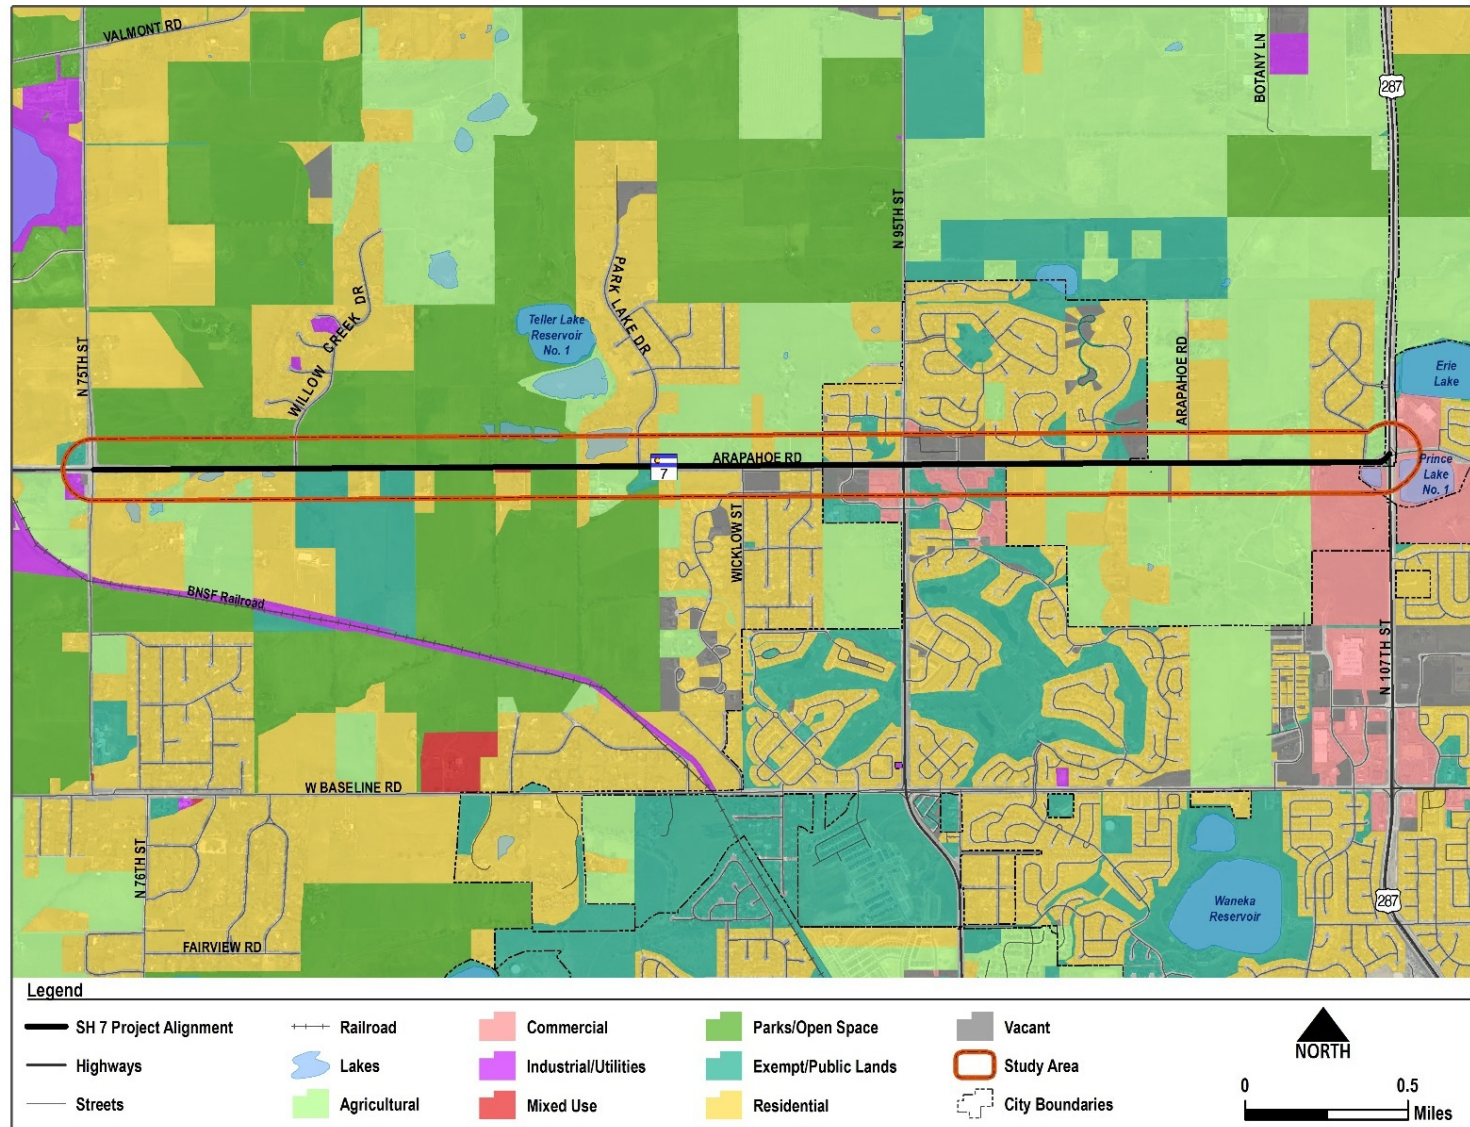 VALMONT RD
BOTANY LN
287
N 95TH ST
PARK LAKE DR
WILLOW CREEK DR
Teller Lake
Reservoir
No. 1
N 75TH ST
ARAPAHOE RD
Erie
Lake
ARAPAHOE RD
C
7
Prince
Lake
No. 1
WICKLOW ST
BNSF Railroad
N 107TH ST
W BASELINE RD
N 76TH ST
Waneka
Reservoir
287
FAIRVIEW RD
Legend
SH 7 Project Alignment
Highways
Streets
Railroad
Lakes
Agricultural
Commercial
Industrial/Utilities
Mixed Use
Parks/Open Space
Exempt/Public Lands
Residential
Vacant
Study Area
City Boundaries
NORTH
0 0.5
Miles